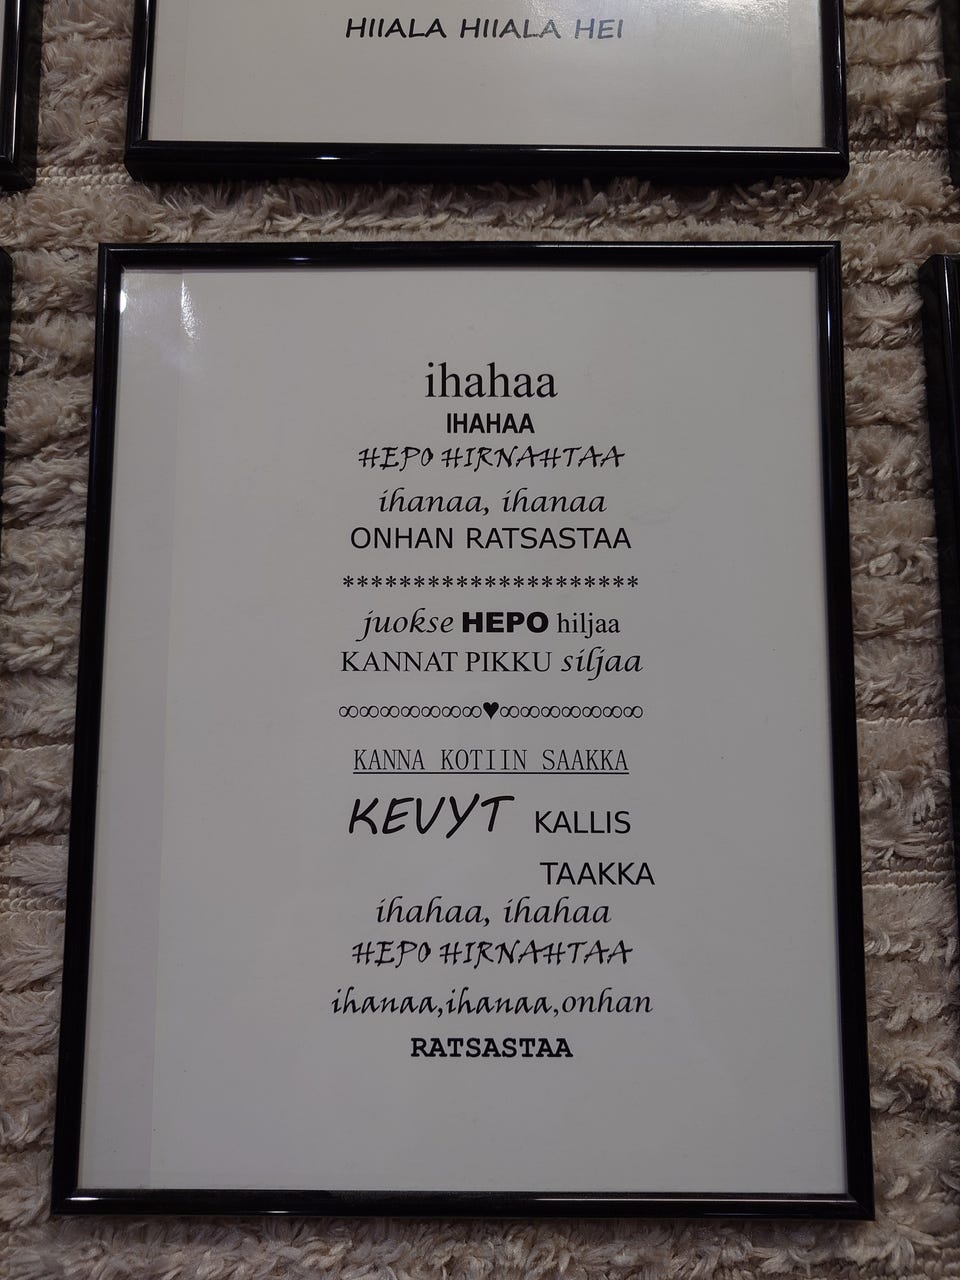 HIIALA HIIALA HEI
ihahaa
IHAHAA
HEPO HIRNAHTAA
ihanaa, ihanaa
ONHAN RATSASTAA
*********************
juokse HEPO hiljaa
KANNAT PIKKU siljaa
∞∞∞∞∞∞∞♥∞∞∞∞∞∞∞
KANNA KOTIIN SAAKKA
KEVYT KALLIS
TAAKKA
ihahaa, ihahaa
HEPO HIRNAHTAA
ihanaa,ihanaa,onhan
RATSASTAA